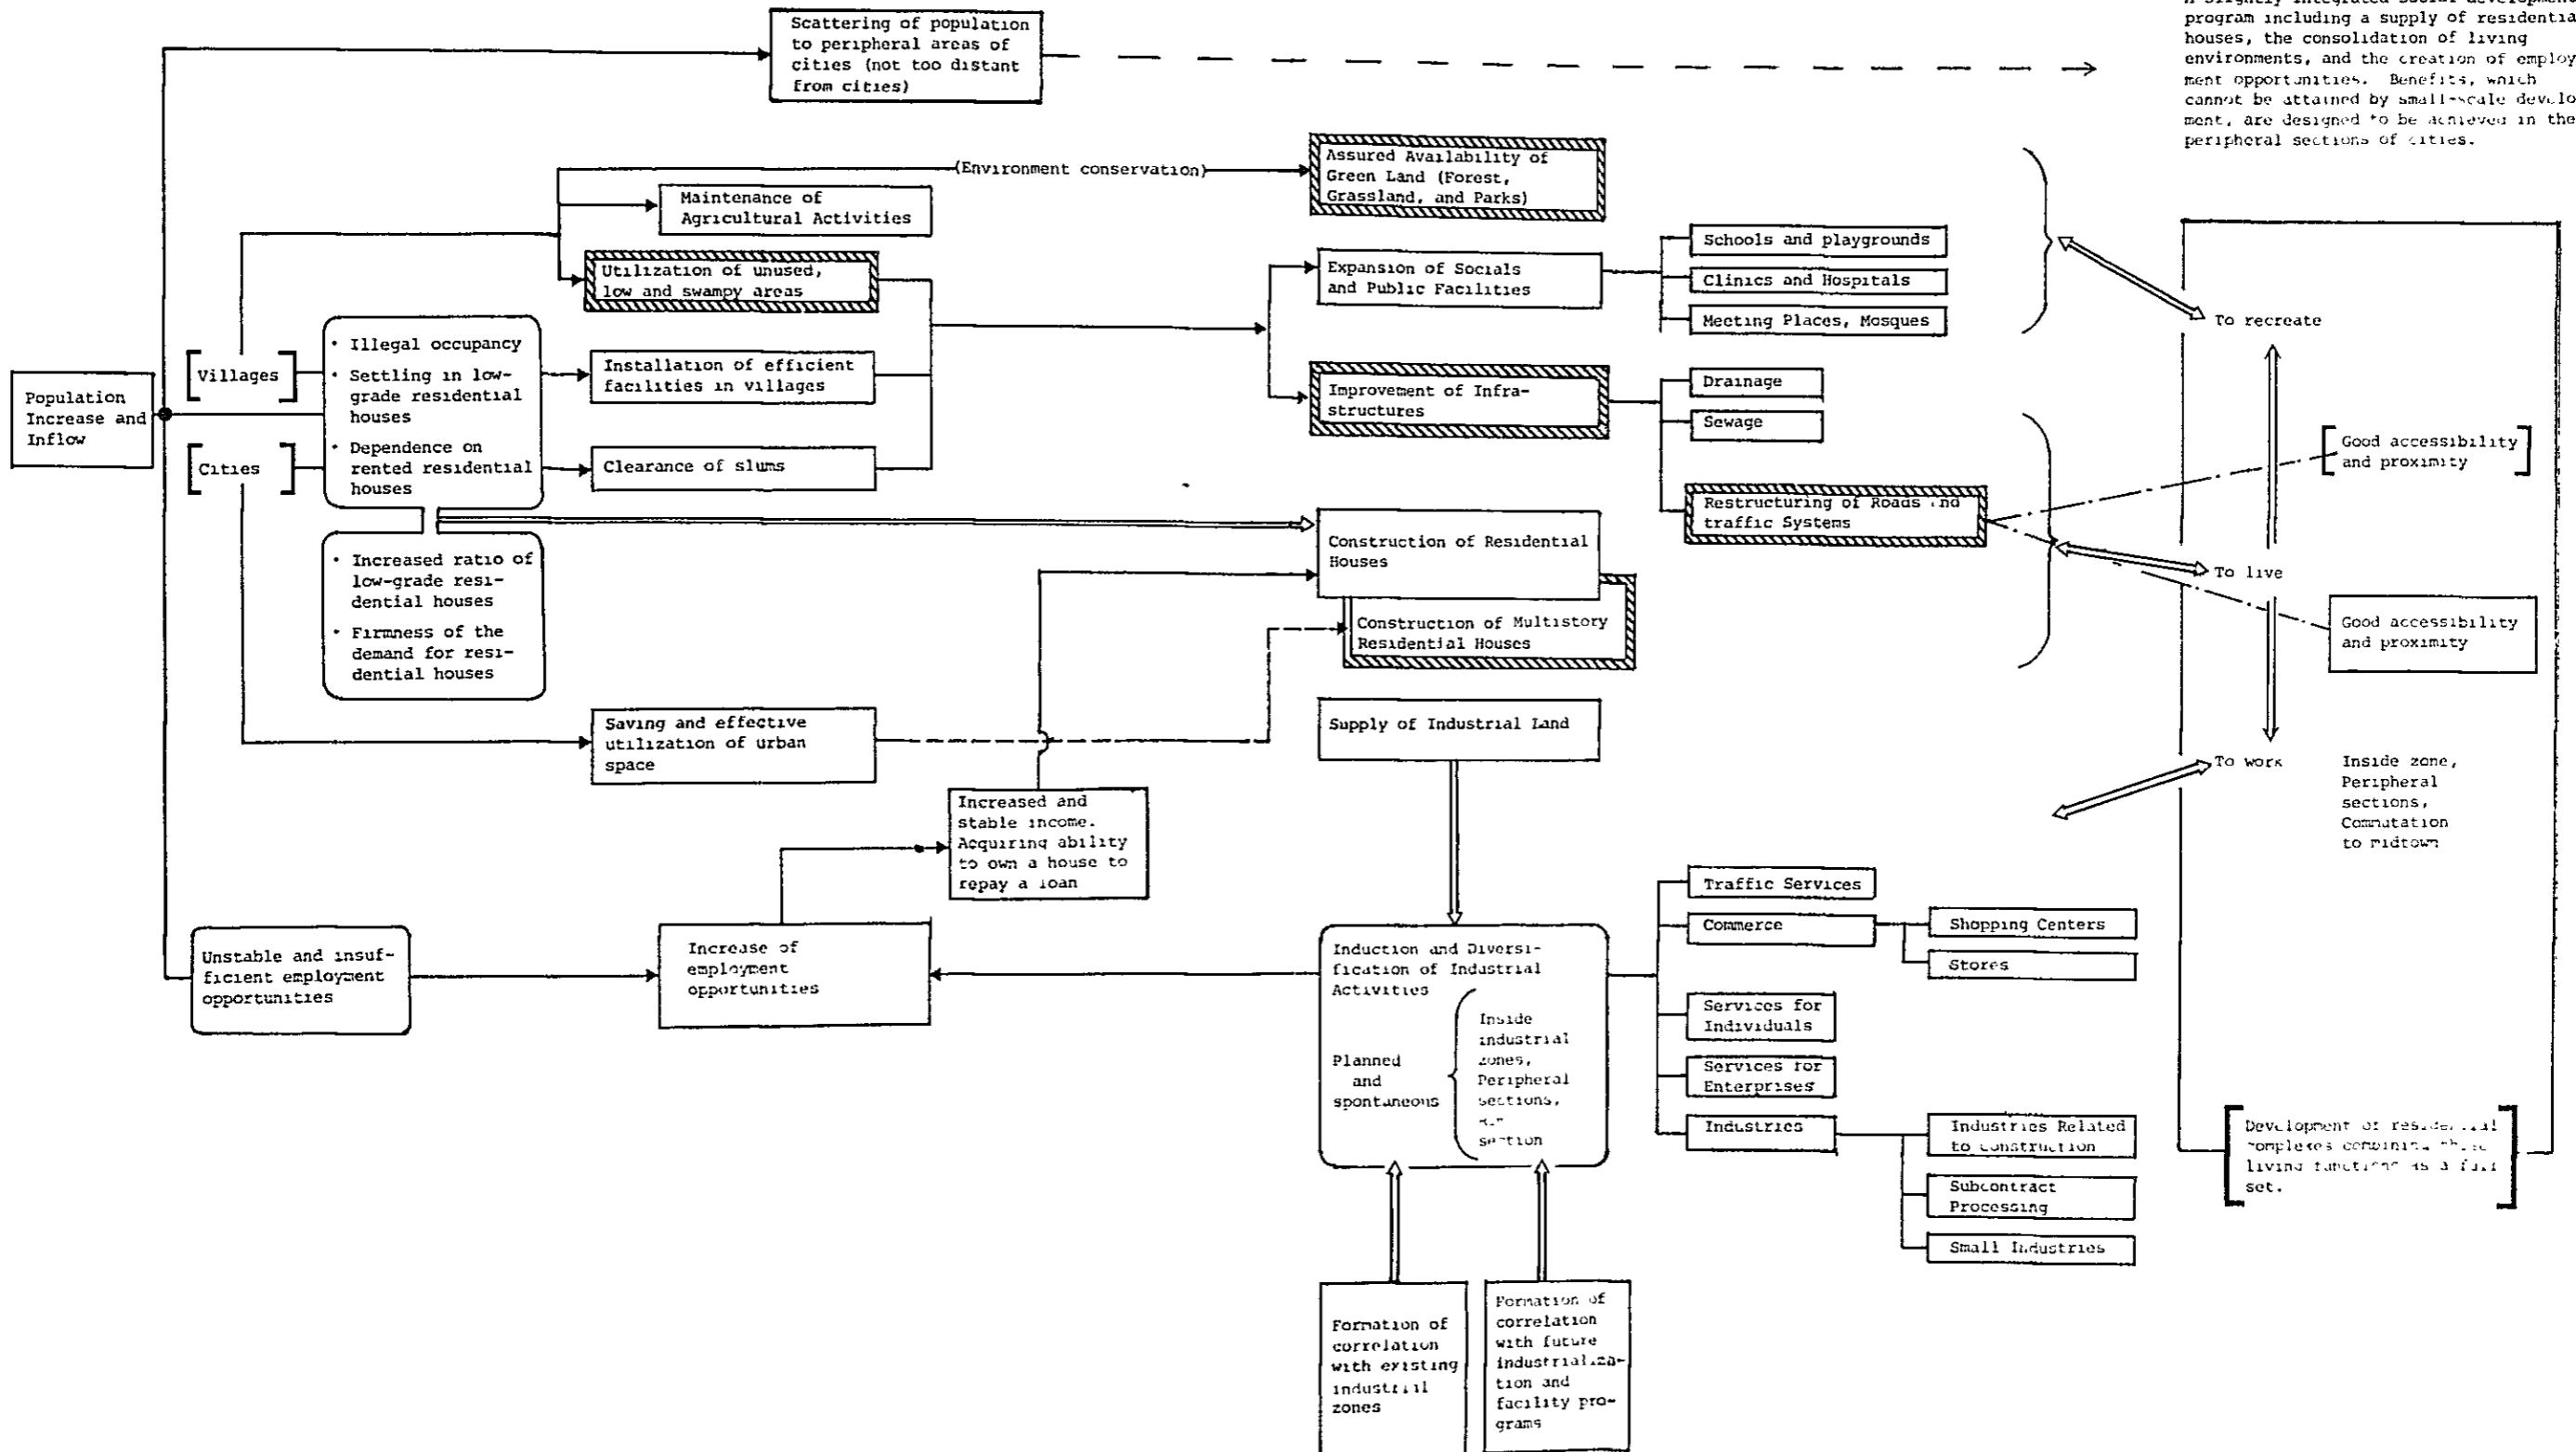 Scattering of population
to peripheral areas of
cities (not too distant
from cities)
program including a supply of residentia
houses, the consolidation of living
environments, and the creation of employ
ment opportunities. Benefits, which
cannot be attained by small-scale develo
ment, are designed to be achieved in the
peripheral sections of cities.
(Environment conservation)
Assured Availability of
Green Land (Forest,
Grassland, and Parks)
Maintenance of
Agricultural Activities
Utilization of unused,
low and swampy areas
Expansion of Socials
and Public Facilities
Schools and playgrounds
Clinics and Hospitals
Meeting Places, Mosques
To recreate
Population
Increase and
Inflow
Villages
Cities
• Illegal occupancy
• Settling in low-
grade residential
houses
• Dependence on
rented residential
houses
Installation of efficient
facilities in villages
Clearance of slums
Improvement of Infra-
structures
Drainage
Sewage
Restructuring of Roads and
traffic Systems
Good accessibility
and proximity
• Increased ratio of
low-grade resi-
dential houses
• Firmness of the
demand for resi-
dential houses
Construction of Residential
Houses
Construction of Multistory
Residential Houses
To live
Good accessibility
and proximity
Saving and effective
utilization of urban
space
Supply of Industrial Land
To work
Inside zone,
Peripheral
sections,
Commutation
to midtown
Increased and
stable income.
Acquiring ability
to own a house to
repay a loan
Unstable and insuf-
ficient employment
opportunities
Increase of
employment
opportunities
Induction and Diversi-
fication of Industrial
Activities
Planned
and
spontaneous
Inside
industrial
zones,
Peripheral
sections,
section
Traffic Services
Commerce
Shopping Centers
Stores
Services for
Individuals
Services for
Enterprises
Industries
Industries Related
to Construction
Subcontract
Processing
Small Industries
Development of residential
complexes combining
living functions as a full
set.
Formation of
correlation
with existing
industrial
zones
Formation of
correlation
with future
industrializa-
tion and
facility pro-
grams